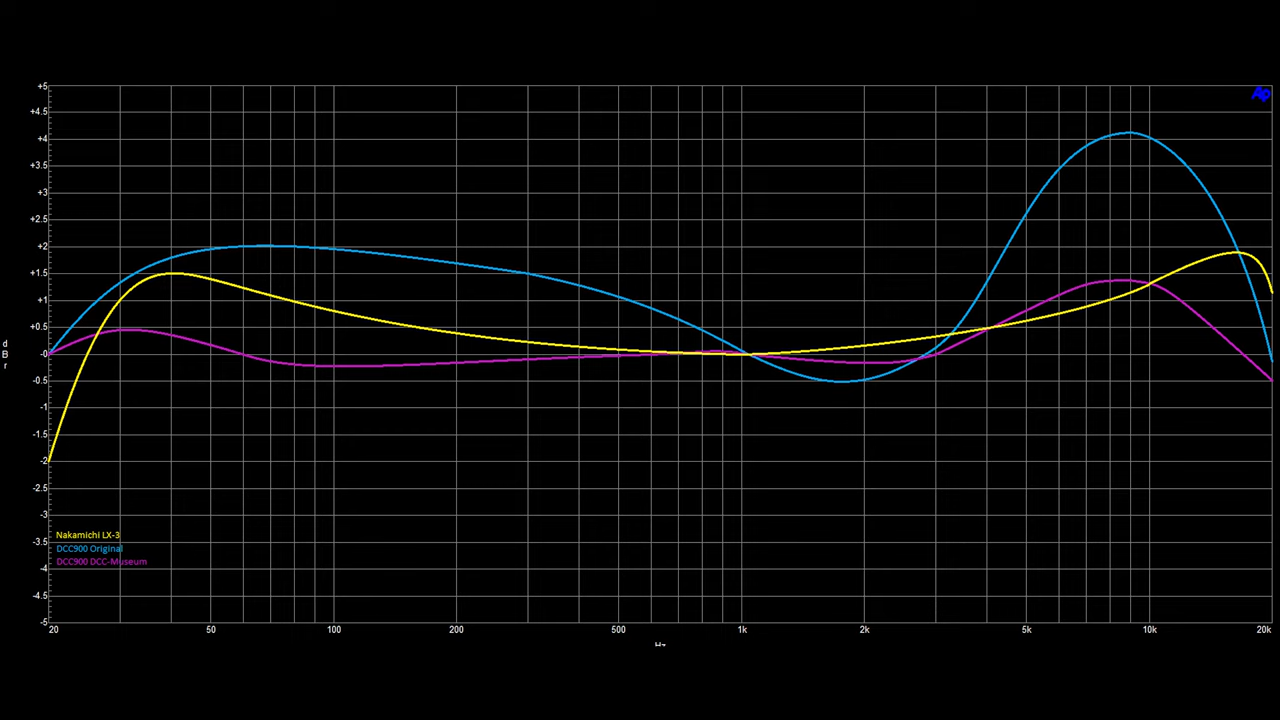 +5
Ap
+4.5
+4
+3.5
+3
+2.5
+2
+1.5
+1
+0.5
d
B
r
-0
-0.5
-1
-1.5
-2
-2.5
-3
Nakamichi LX-3
-3.5
DCC900 Original
DCC900 DCC-Museum
-4
-4.5
-5
20 50 100 200 500 1k 2k 5k 10k 20k
Hz